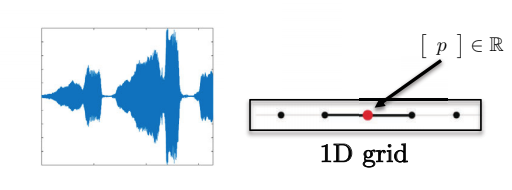 [ p ] ∈ ℝ
1D grid